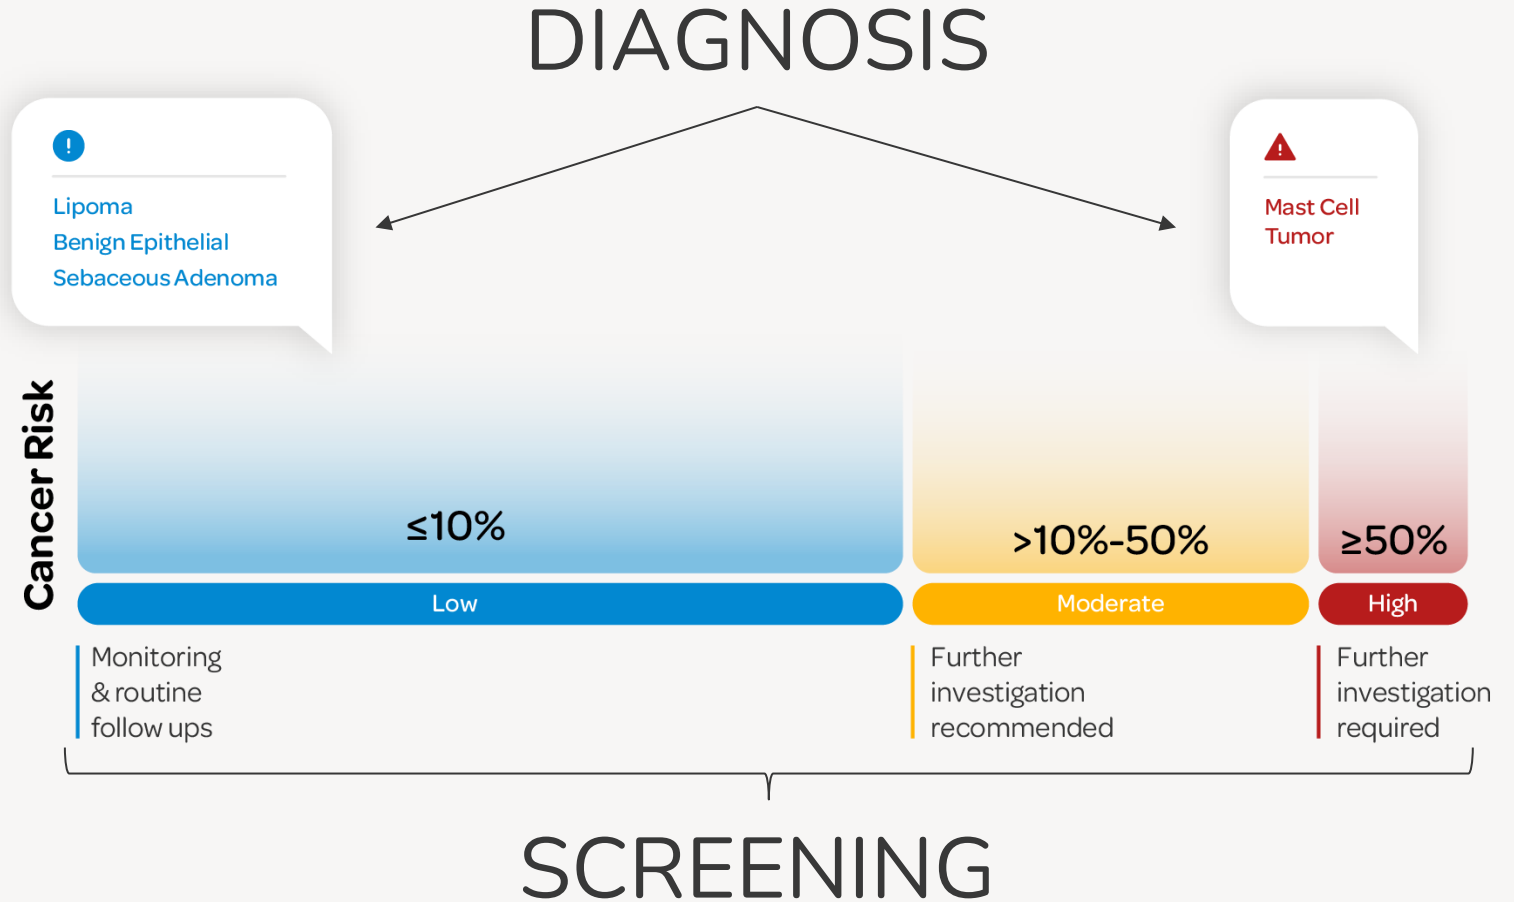 DIAGNOSIS
!
Lipoma
Benign Epithelial
Sebaceous Adenoma
!
Mast Cell
Tumor
Cancer Risk
≤10%
>10%-50%
≥50%
Low
Moderate
High
Monitoring
& routine
follow ups
Further
investigation
recommended
Further
investigation
required
SCREENING